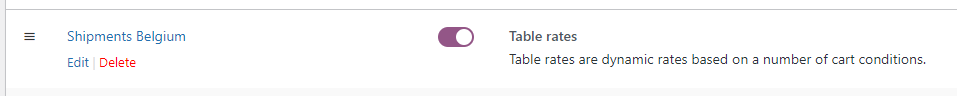 Shipments Belgium
Table rates
Edit | Delete
Table rates are dynamic rates based on a number of cart conditions.